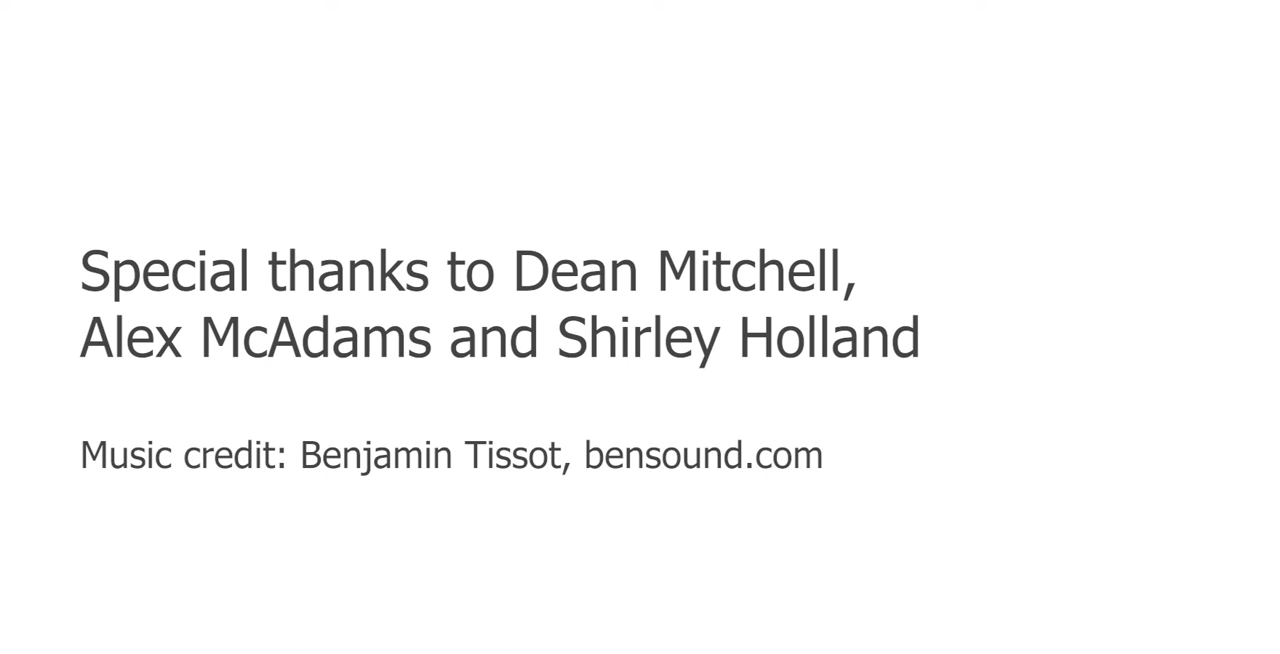 Special thanks to Dean Mitchell,
Alex McAdams and Shirley Holland
Music credit: Benjamin Tissot, bensound.com